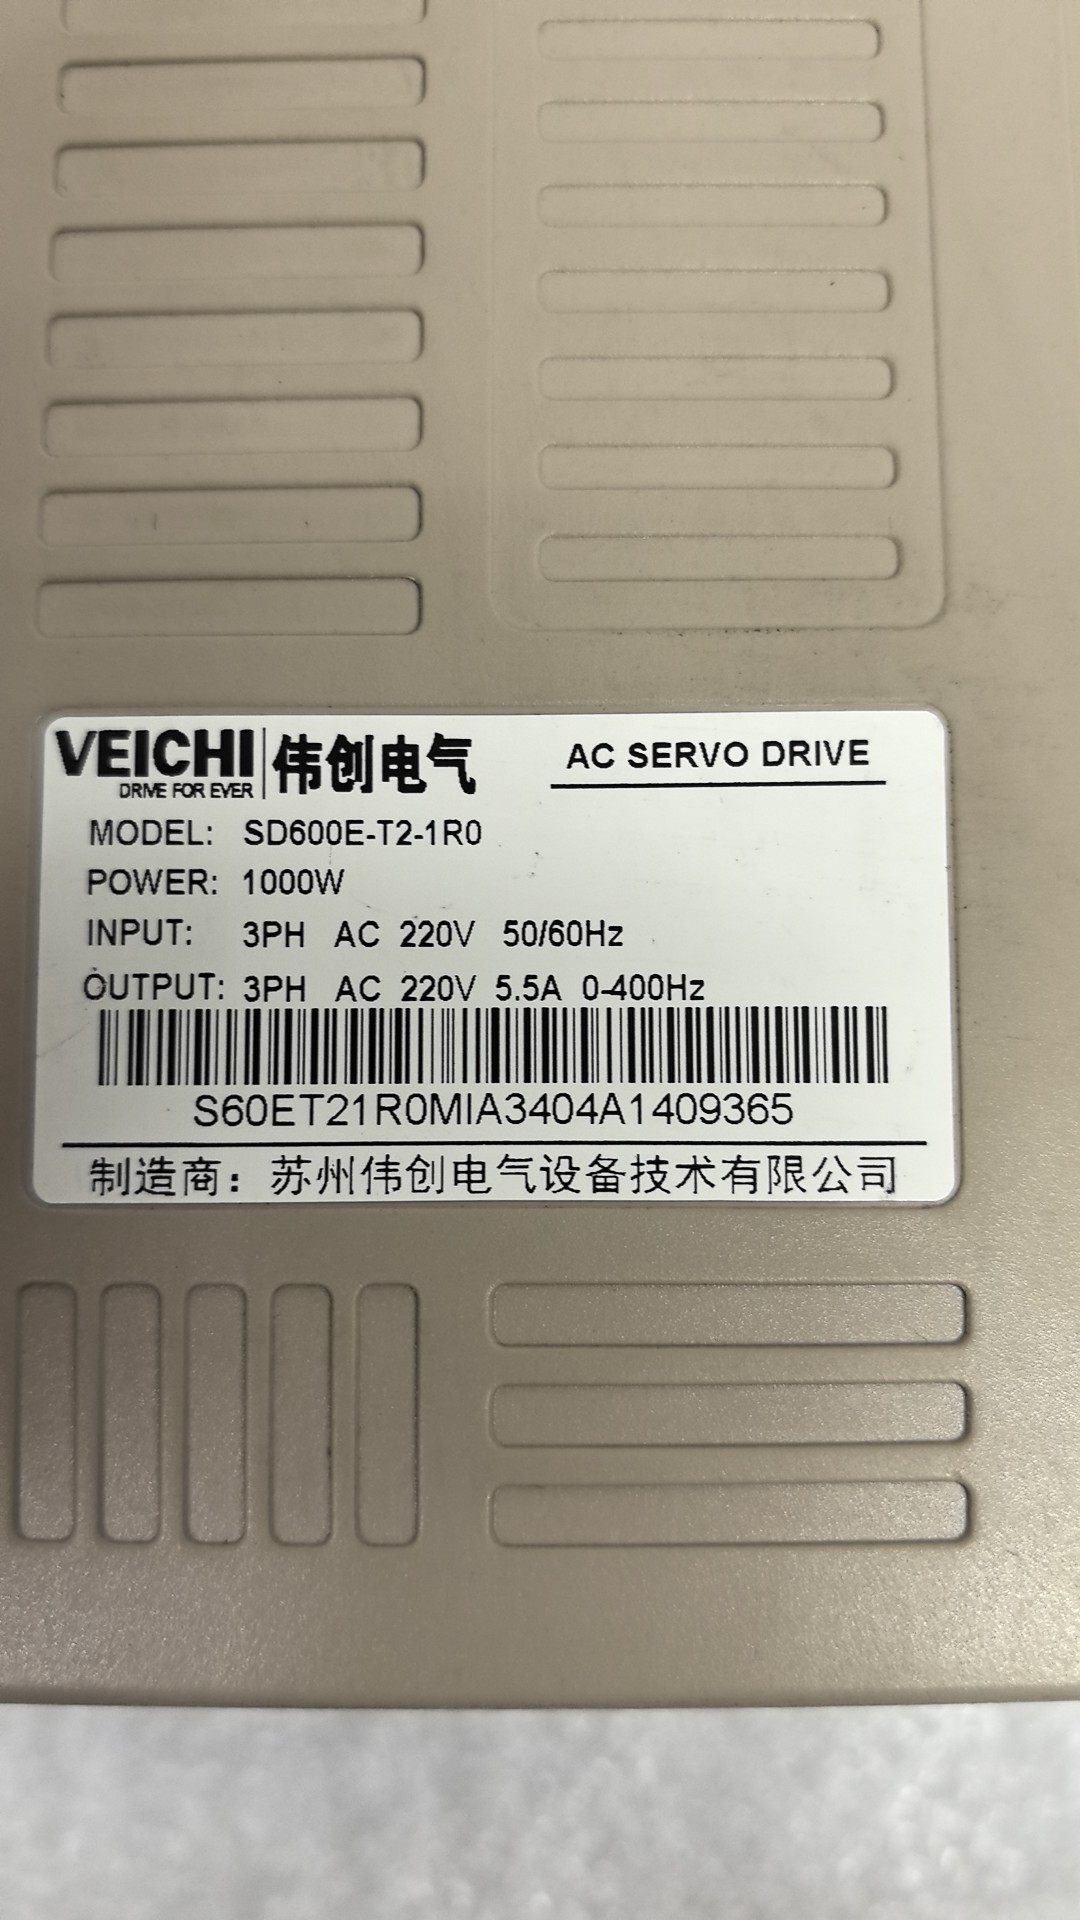 VEICHI 伟创电气 AC SERVO DRIVE
DRIVE FOR EVER
MODEL: SD600E-T2-1R0
POWER: 1000W
INPUT: 3PH AC 220V 50/60Hz
OUTPUT: 3PH AC 220V 5.5A 0-400Hz
S60ET21R0MIA3404A1409365
制造商：苏州伟创电气设备技术有限公司